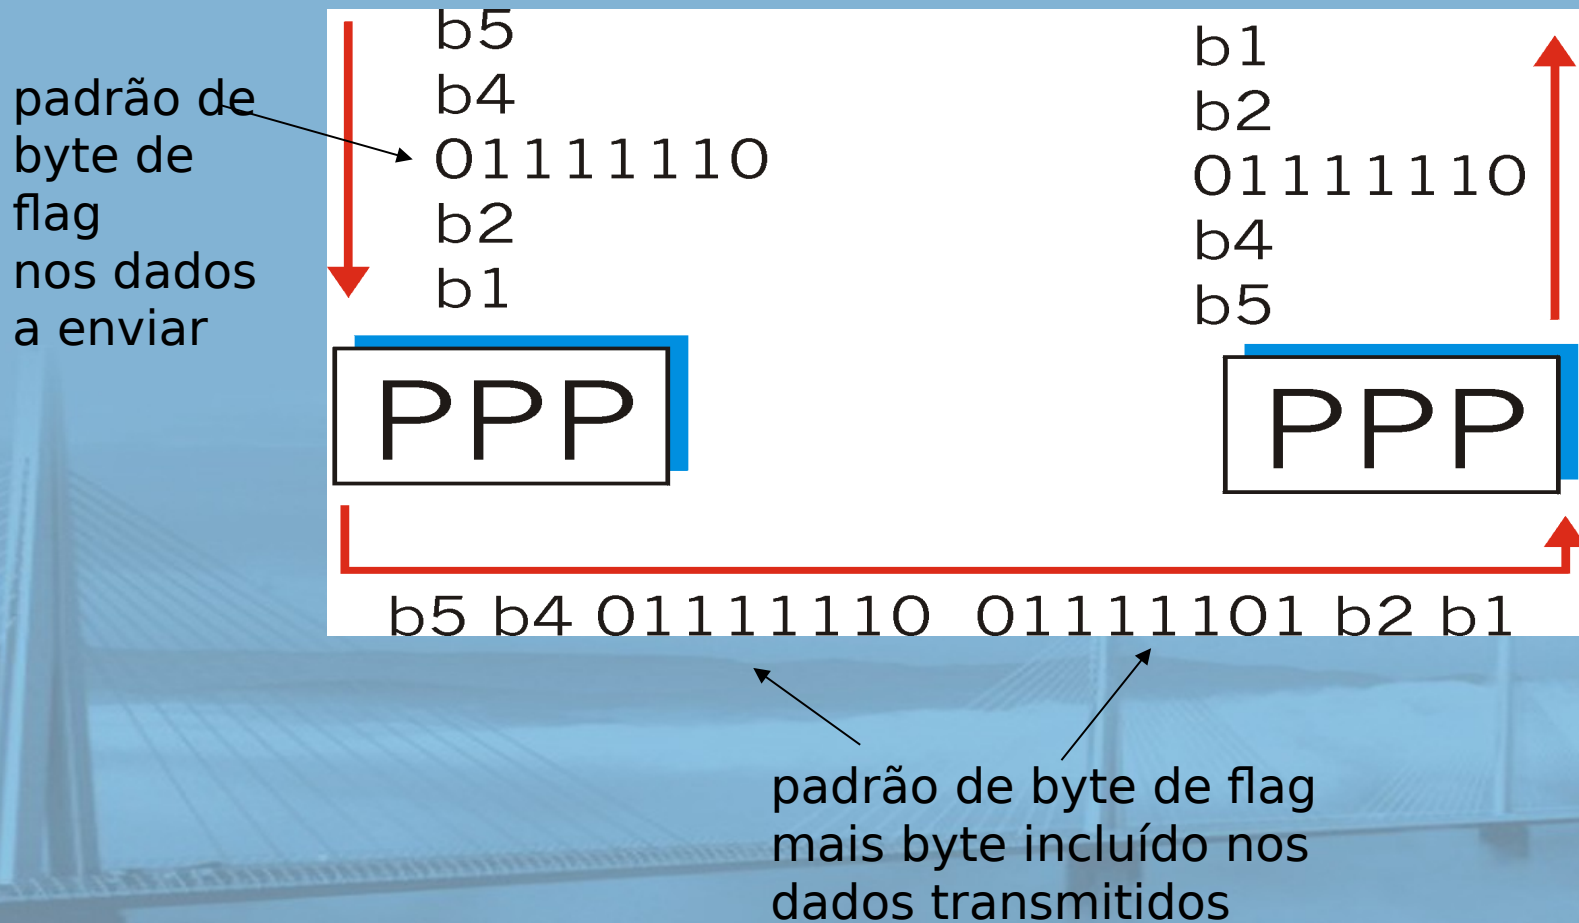 padrão de
byte de
flag
nos dados
a enviar
b5
b4
01111110
b2
b1
PPP
b1
b2
01111110
b4
b5
PPP
b5 b4 01111110 01111101 b2 b1
padrão de byte de flag
mais byte incluído nos
dados transmitidos